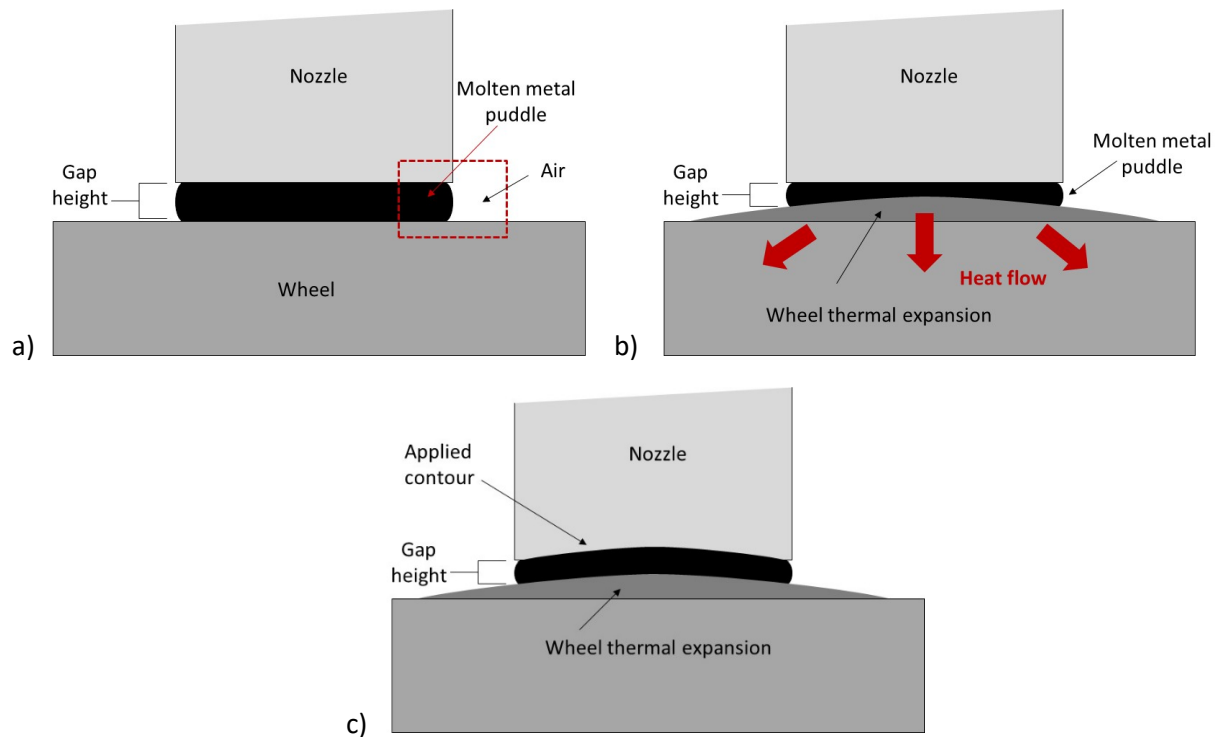 Nozzle
Molten metal
puddle
Gap
height
Air
Wheel
a)
Nozzle
Molten metal
puddle
Gap
height
Heat flow
Wheel thermal expansion
b)
Applied
contour
Nozzle
Gap
height
Wheel thermal expansion
c)